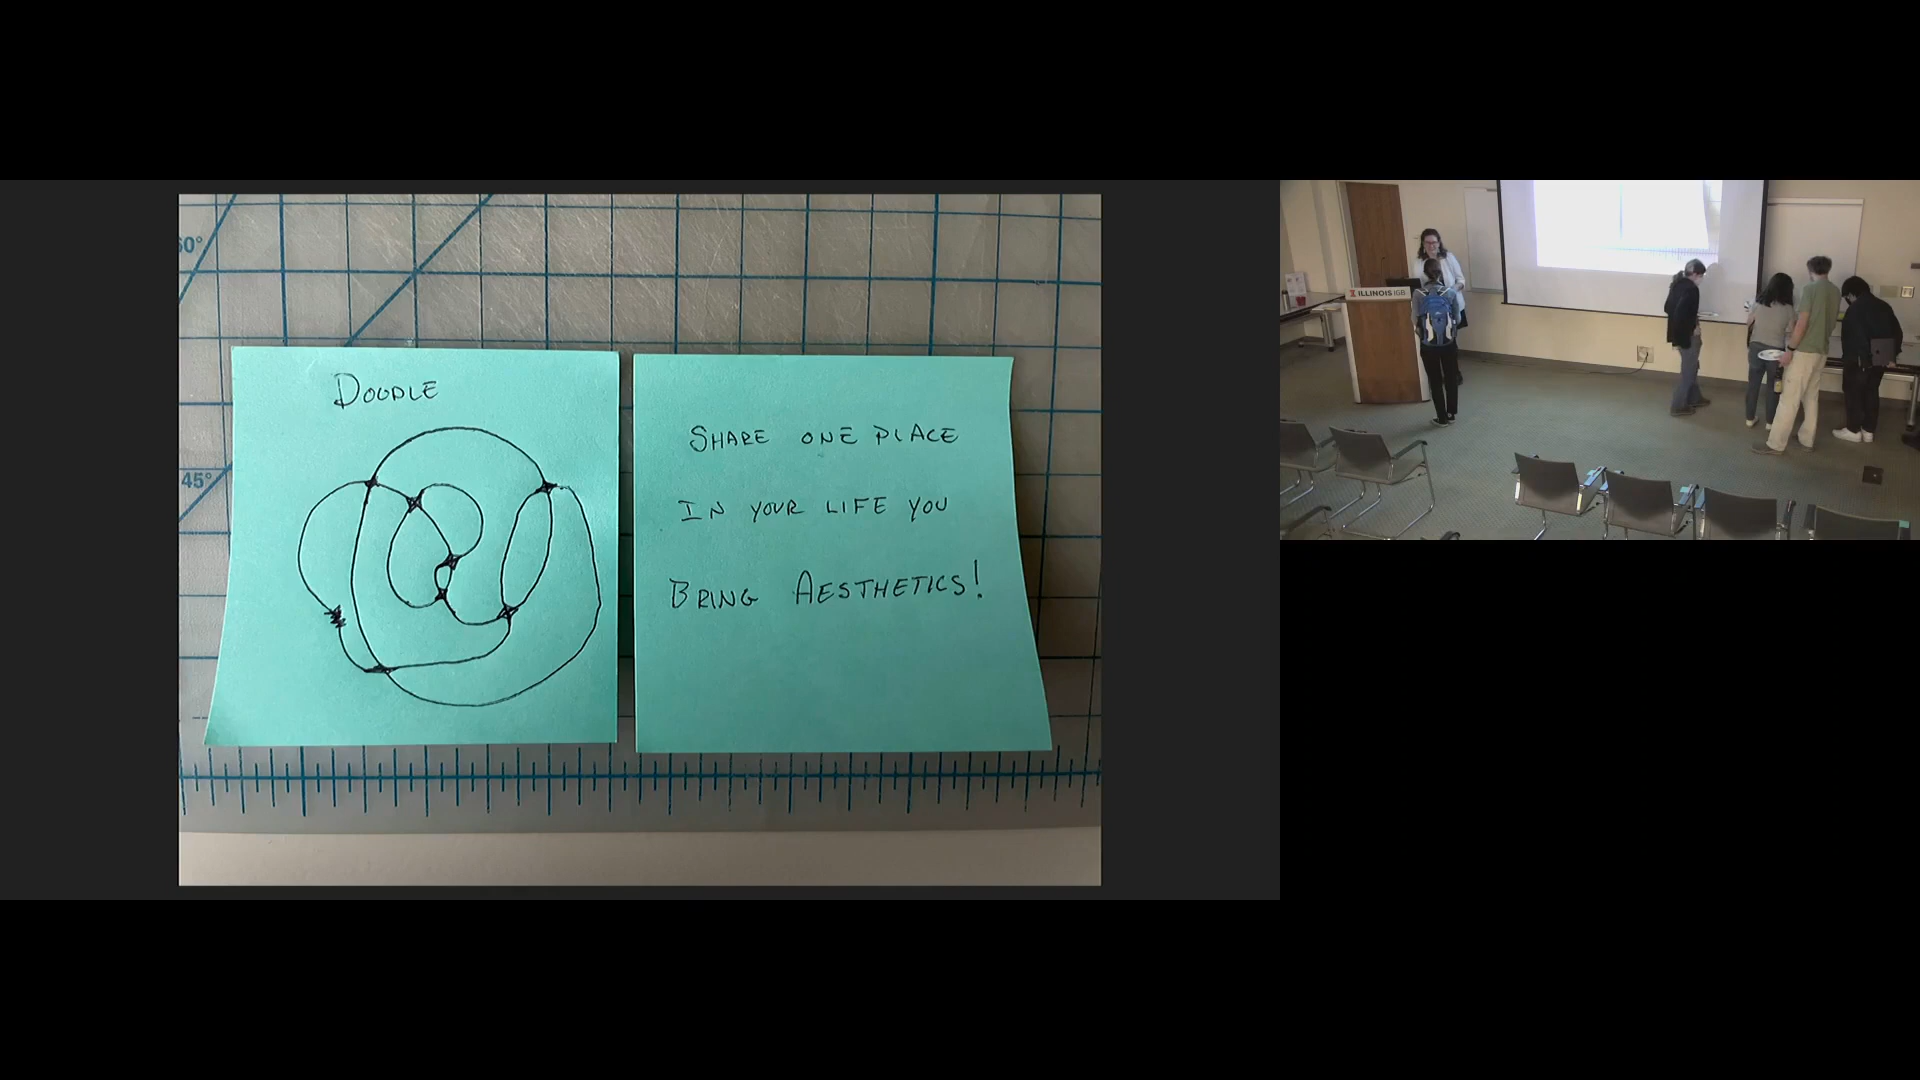 60°
45°
DOODLE
SHARE ONE PLACE
IN YOUR LIFE YOU
BRING AESTHETICS!
ILLINOIS IGB